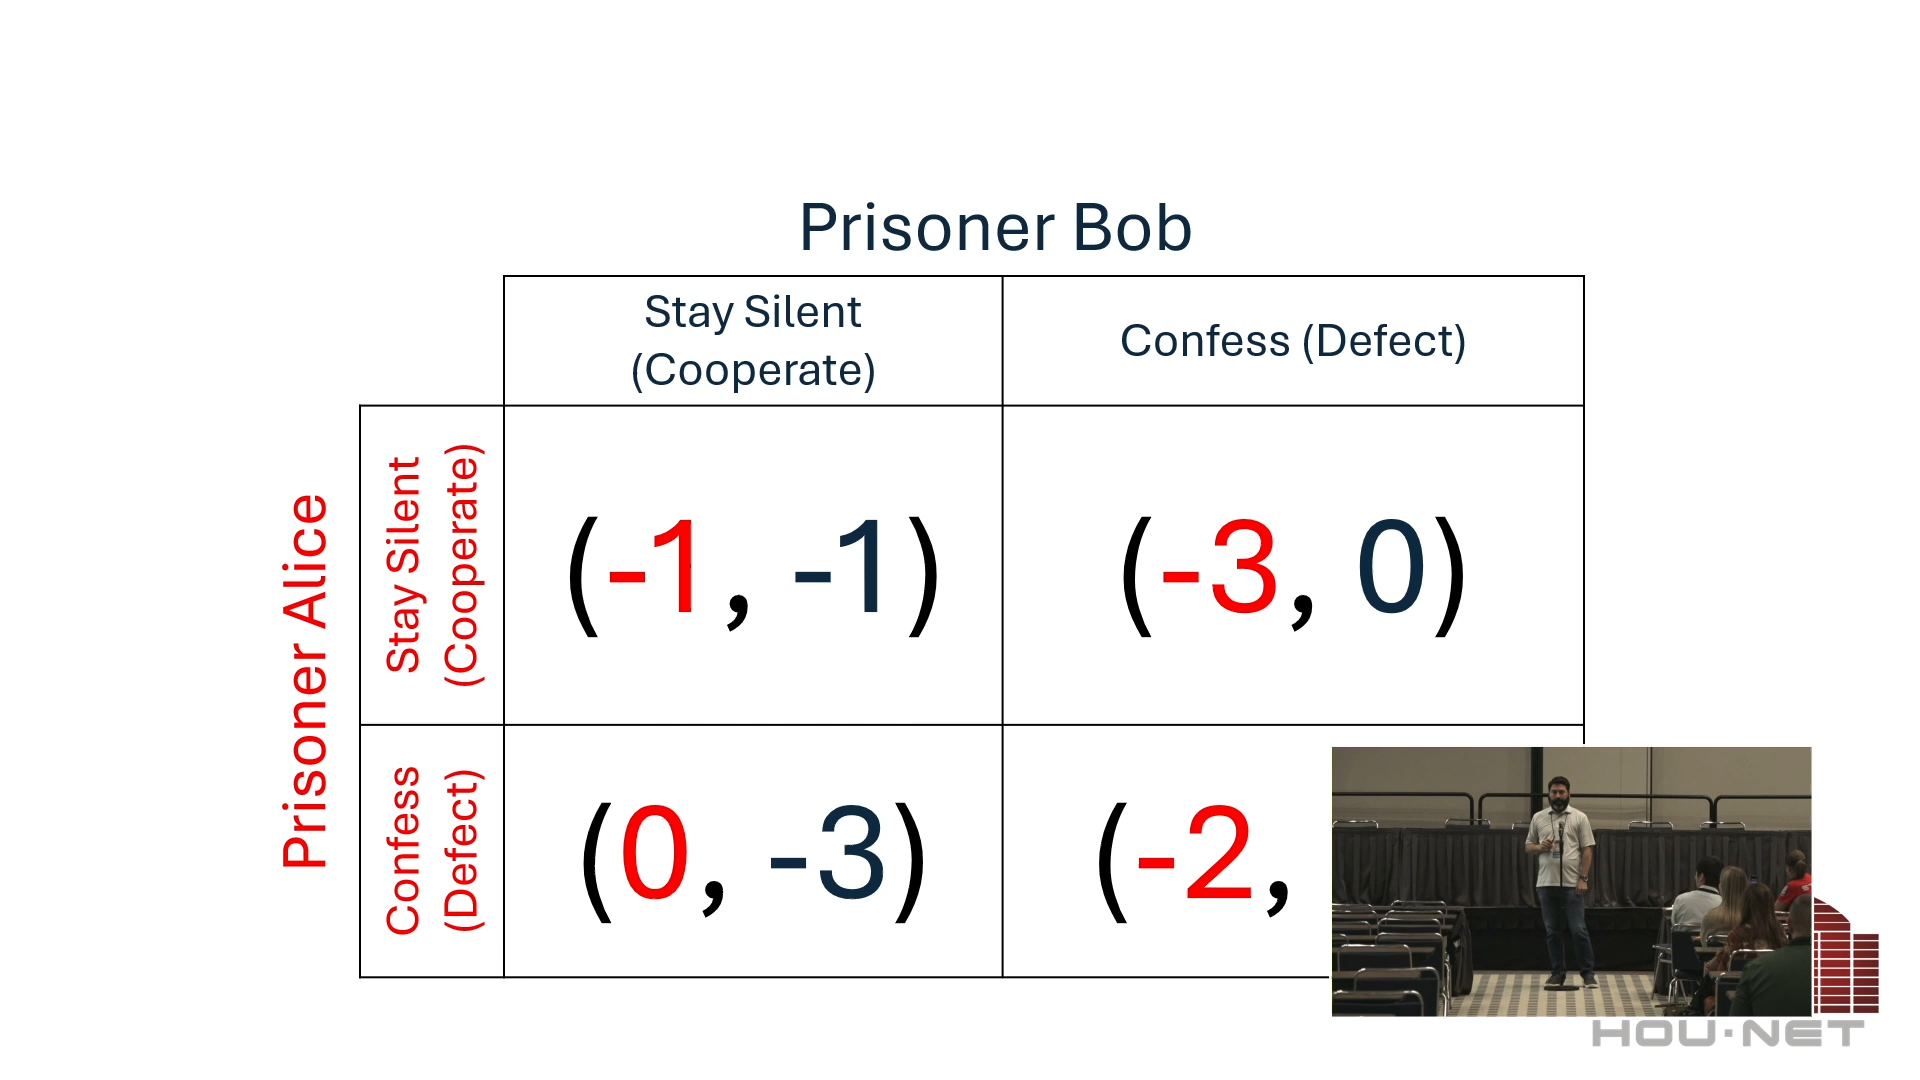 Prisoner Bob
Stay Silent
(Cooperate)
Confess (Defect)
Prisoner Alice
Stay Silent
(Cooperate)
(-1, -1)
(-3, 0)
Confess
(Defect)
(0, -3)
(-2,
HOU·NET